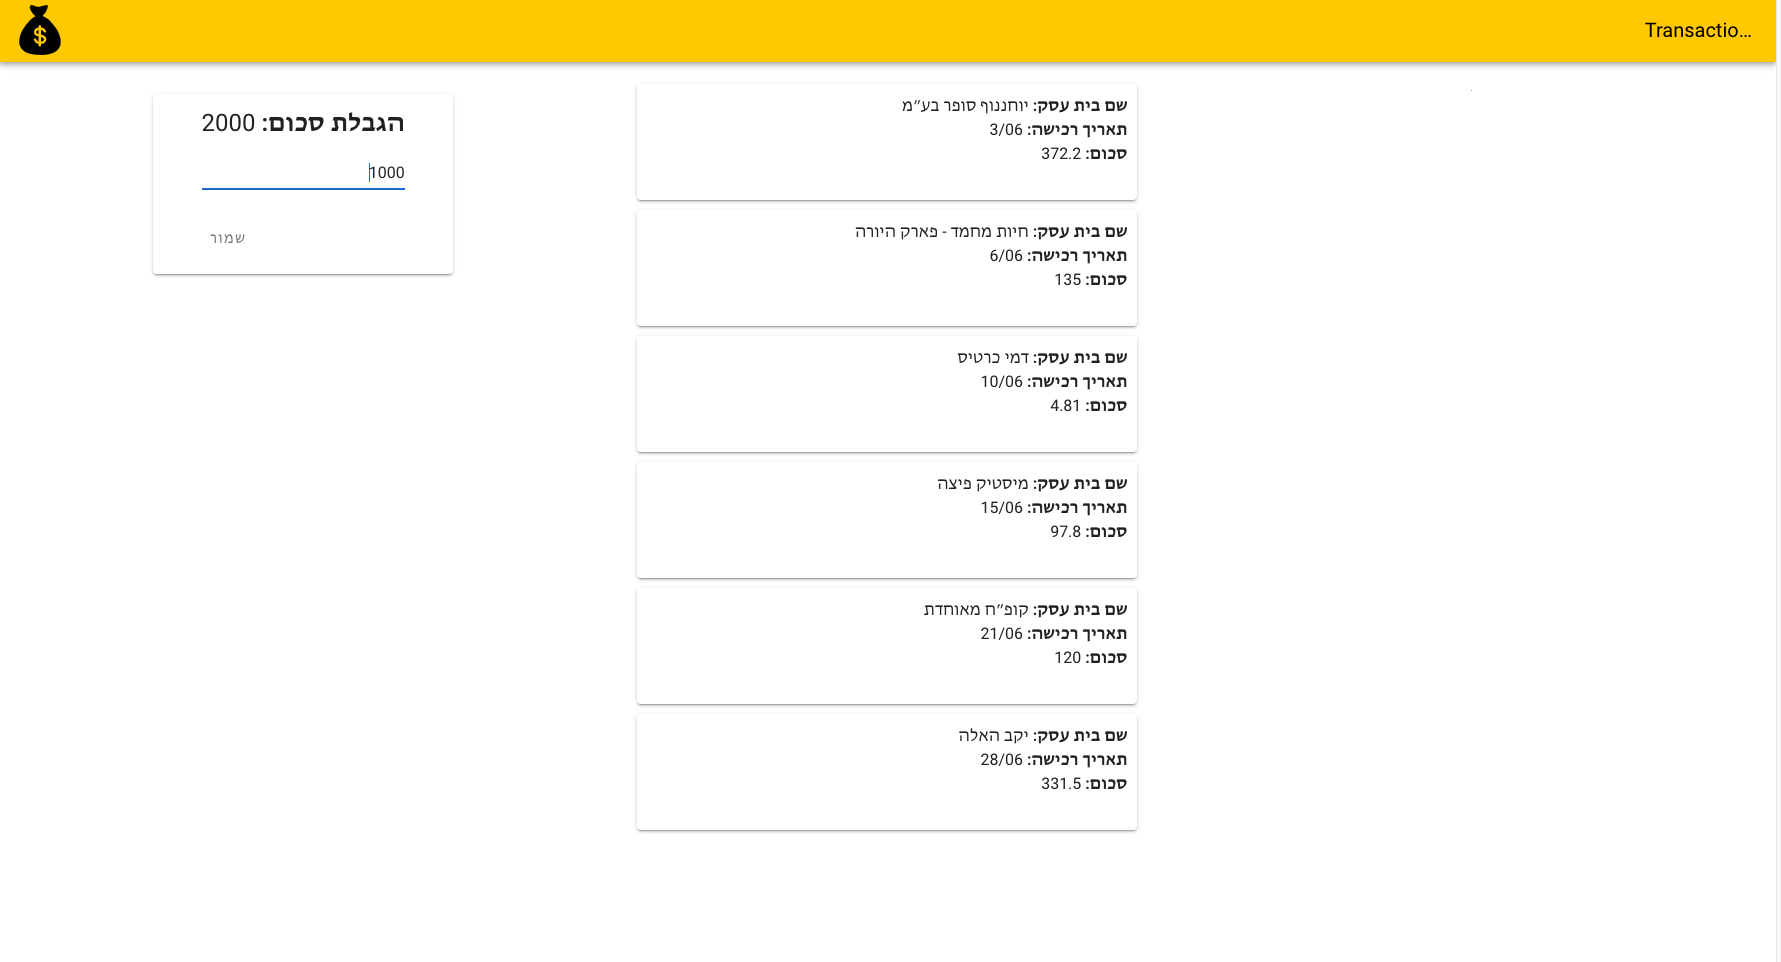 Transactio...
$
הגבלת סכום: 2000
1000
שמור
שם בית עסק: יוחננוף סופר בע״מ
תאריך רכישה: 3/06
סכום: 372.2
שם בית עסק: חיות מחמד - פארק היורה
תאריך רכישה: 6/06
סכום: 135
שם בית עסק: דמי כרטיס
תאריך רכישה: 10/06
סכום: 4.81
שם בית עסק: מיסטיק פיצה
תאריך רכישה: 15/06
סכום: 97.8
שם בית עסק: קופ״ח מאוחדת
תאריך רכישה: 21/06
סכום: 120
שם בית עסק: יקב האלה
תאריך רכישה: 28/06
סכום: 331.5